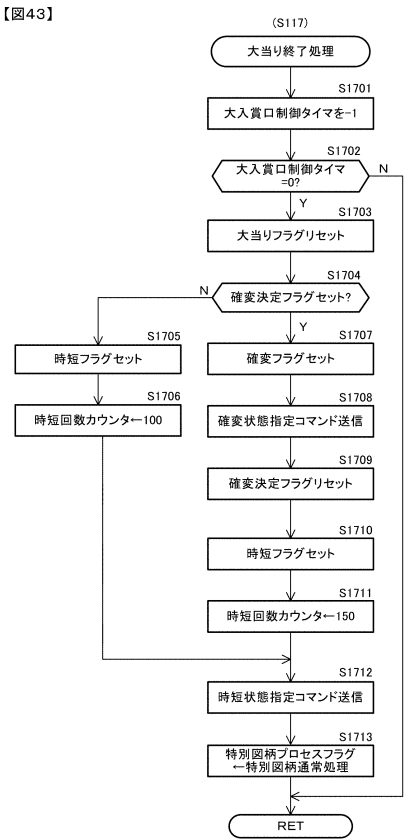 【図43】
(S117)
大当り終了処理
S1701
大入賞口制御タイマを-1
S1702
大入賞口制御タイマ
=0?
N
Y
S1703
大当りフラグリセット
S1704
確変決定フラグセット?
N
Y
S1705
時短フラグセット
S1706
時短回数カウンタ←100
S1707
確変フラグセット
S1708
確変状態指定コマンド送信
S1709
確変決定フラグリセット
S1710
時短フラグセット
S1711
時短回数カウンタ←150
S1712
時短状態指定コマンド送信
S1713
特別図柄プロセスフラグ
←特別図柄通常処理
RET